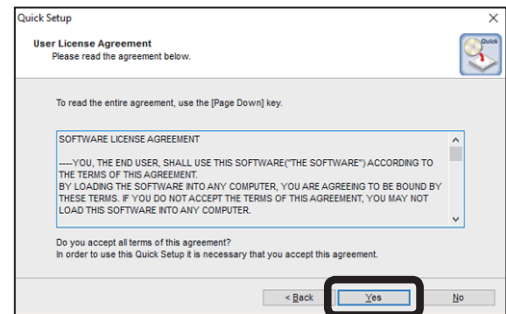 Quick Setup
Quick
User License Agreement
Please read the agreement below.
To read the entire agreement, use the [Page Down] key.
SOFTWARE LICENSE AGREEMENT
----YOU, THE END USER, SHALL USE THIS SOFTWARE("THE SOFTWARE") ACCORDING TO
THE TERMS OF THIS AGREEMENT.
BY LOADING THE SOFTWARE INTO ANY COMPUTER, YOU ARE AGREEING TO BE BOUND BY
THESE TERMS. IF YOU DO NOT ACCEPT THE TERMS OF THIS AGREEMENT, YOU MAY NOT
LOAD THIS SOFTWARE INTO ANY COMPUTER.
Do you accept all terms of this agreement?
In order to use this Quick Setup it is necessary that you accept this agreement.
< Back Yes No